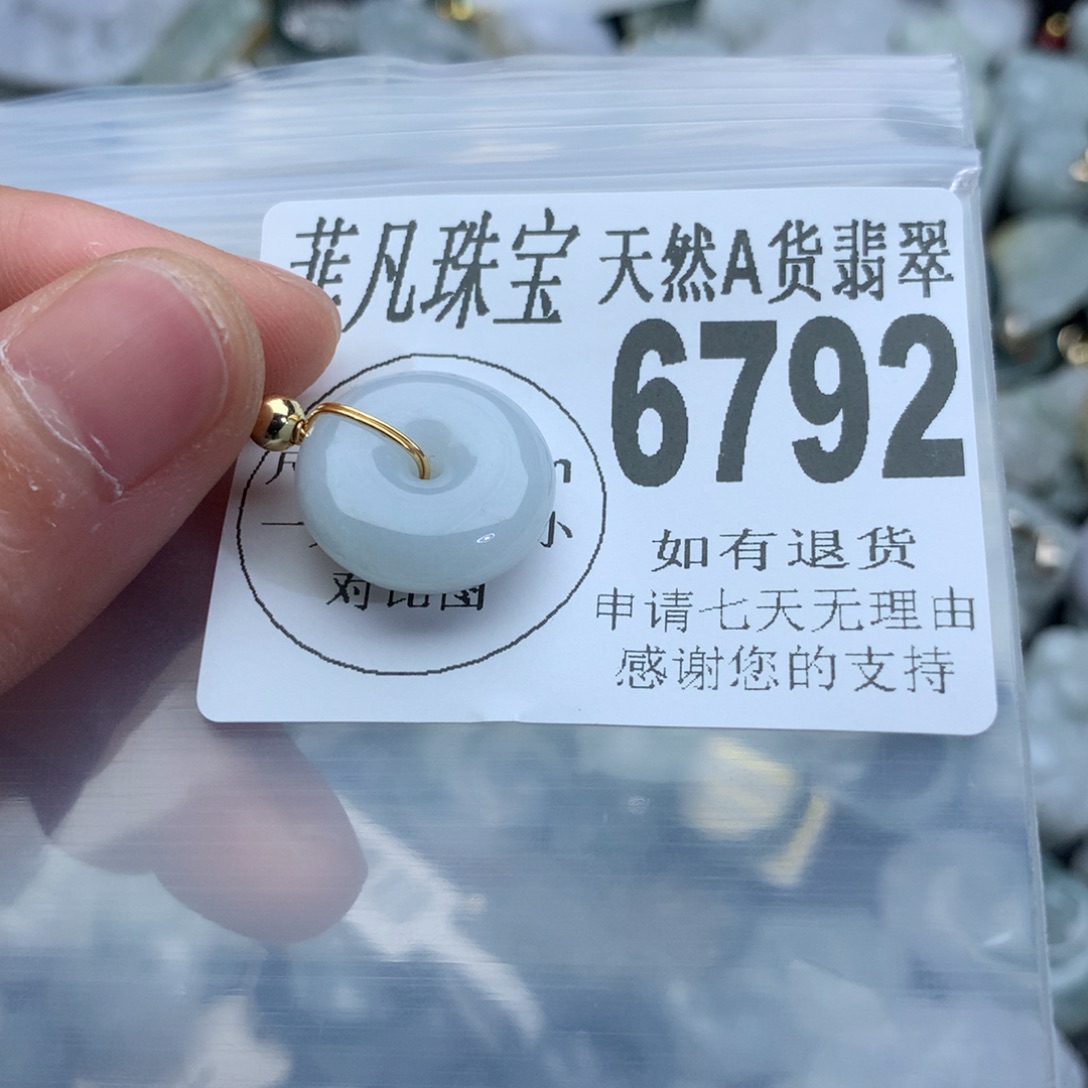 菲凡珠宝 天然A货翡翠
6792
对比图
如有退货
申请七天无理由
感谢您的支持